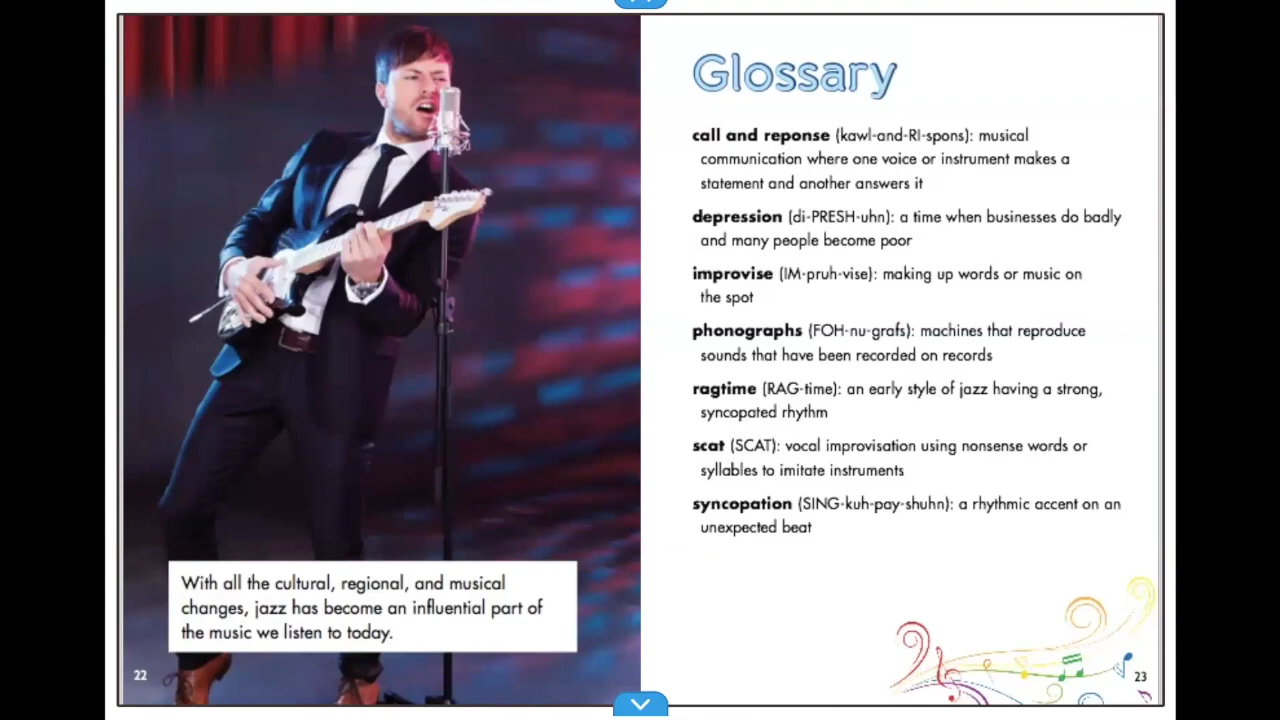 With all the cultural, regional, and musical
changes, jazz has become an influential part of
the music we listen to today.
22
Glossary
call and reponse (kawl-and-RI-spons): musical
communication where one voice or instrument makes a
statement and another answers it
depression (di-PRESH-uhn): a time when businesses do badly
and many people become poor
improvise (IM-pruh-vise): making up words or music on
the spot
phonographs (FOH-nu-grafs): machines that reproduce
sounds that have been recorded on records
ragtime (RAG-time): an early style of jazz having a strong,
syncopated rhythm
scat (SCAT): vocal improvisation using nonsense words or
syllables to imitate instruments
syncopation (SING-kuh-pay-shuhn): a rhythmic accent on an
unexpected beat
23